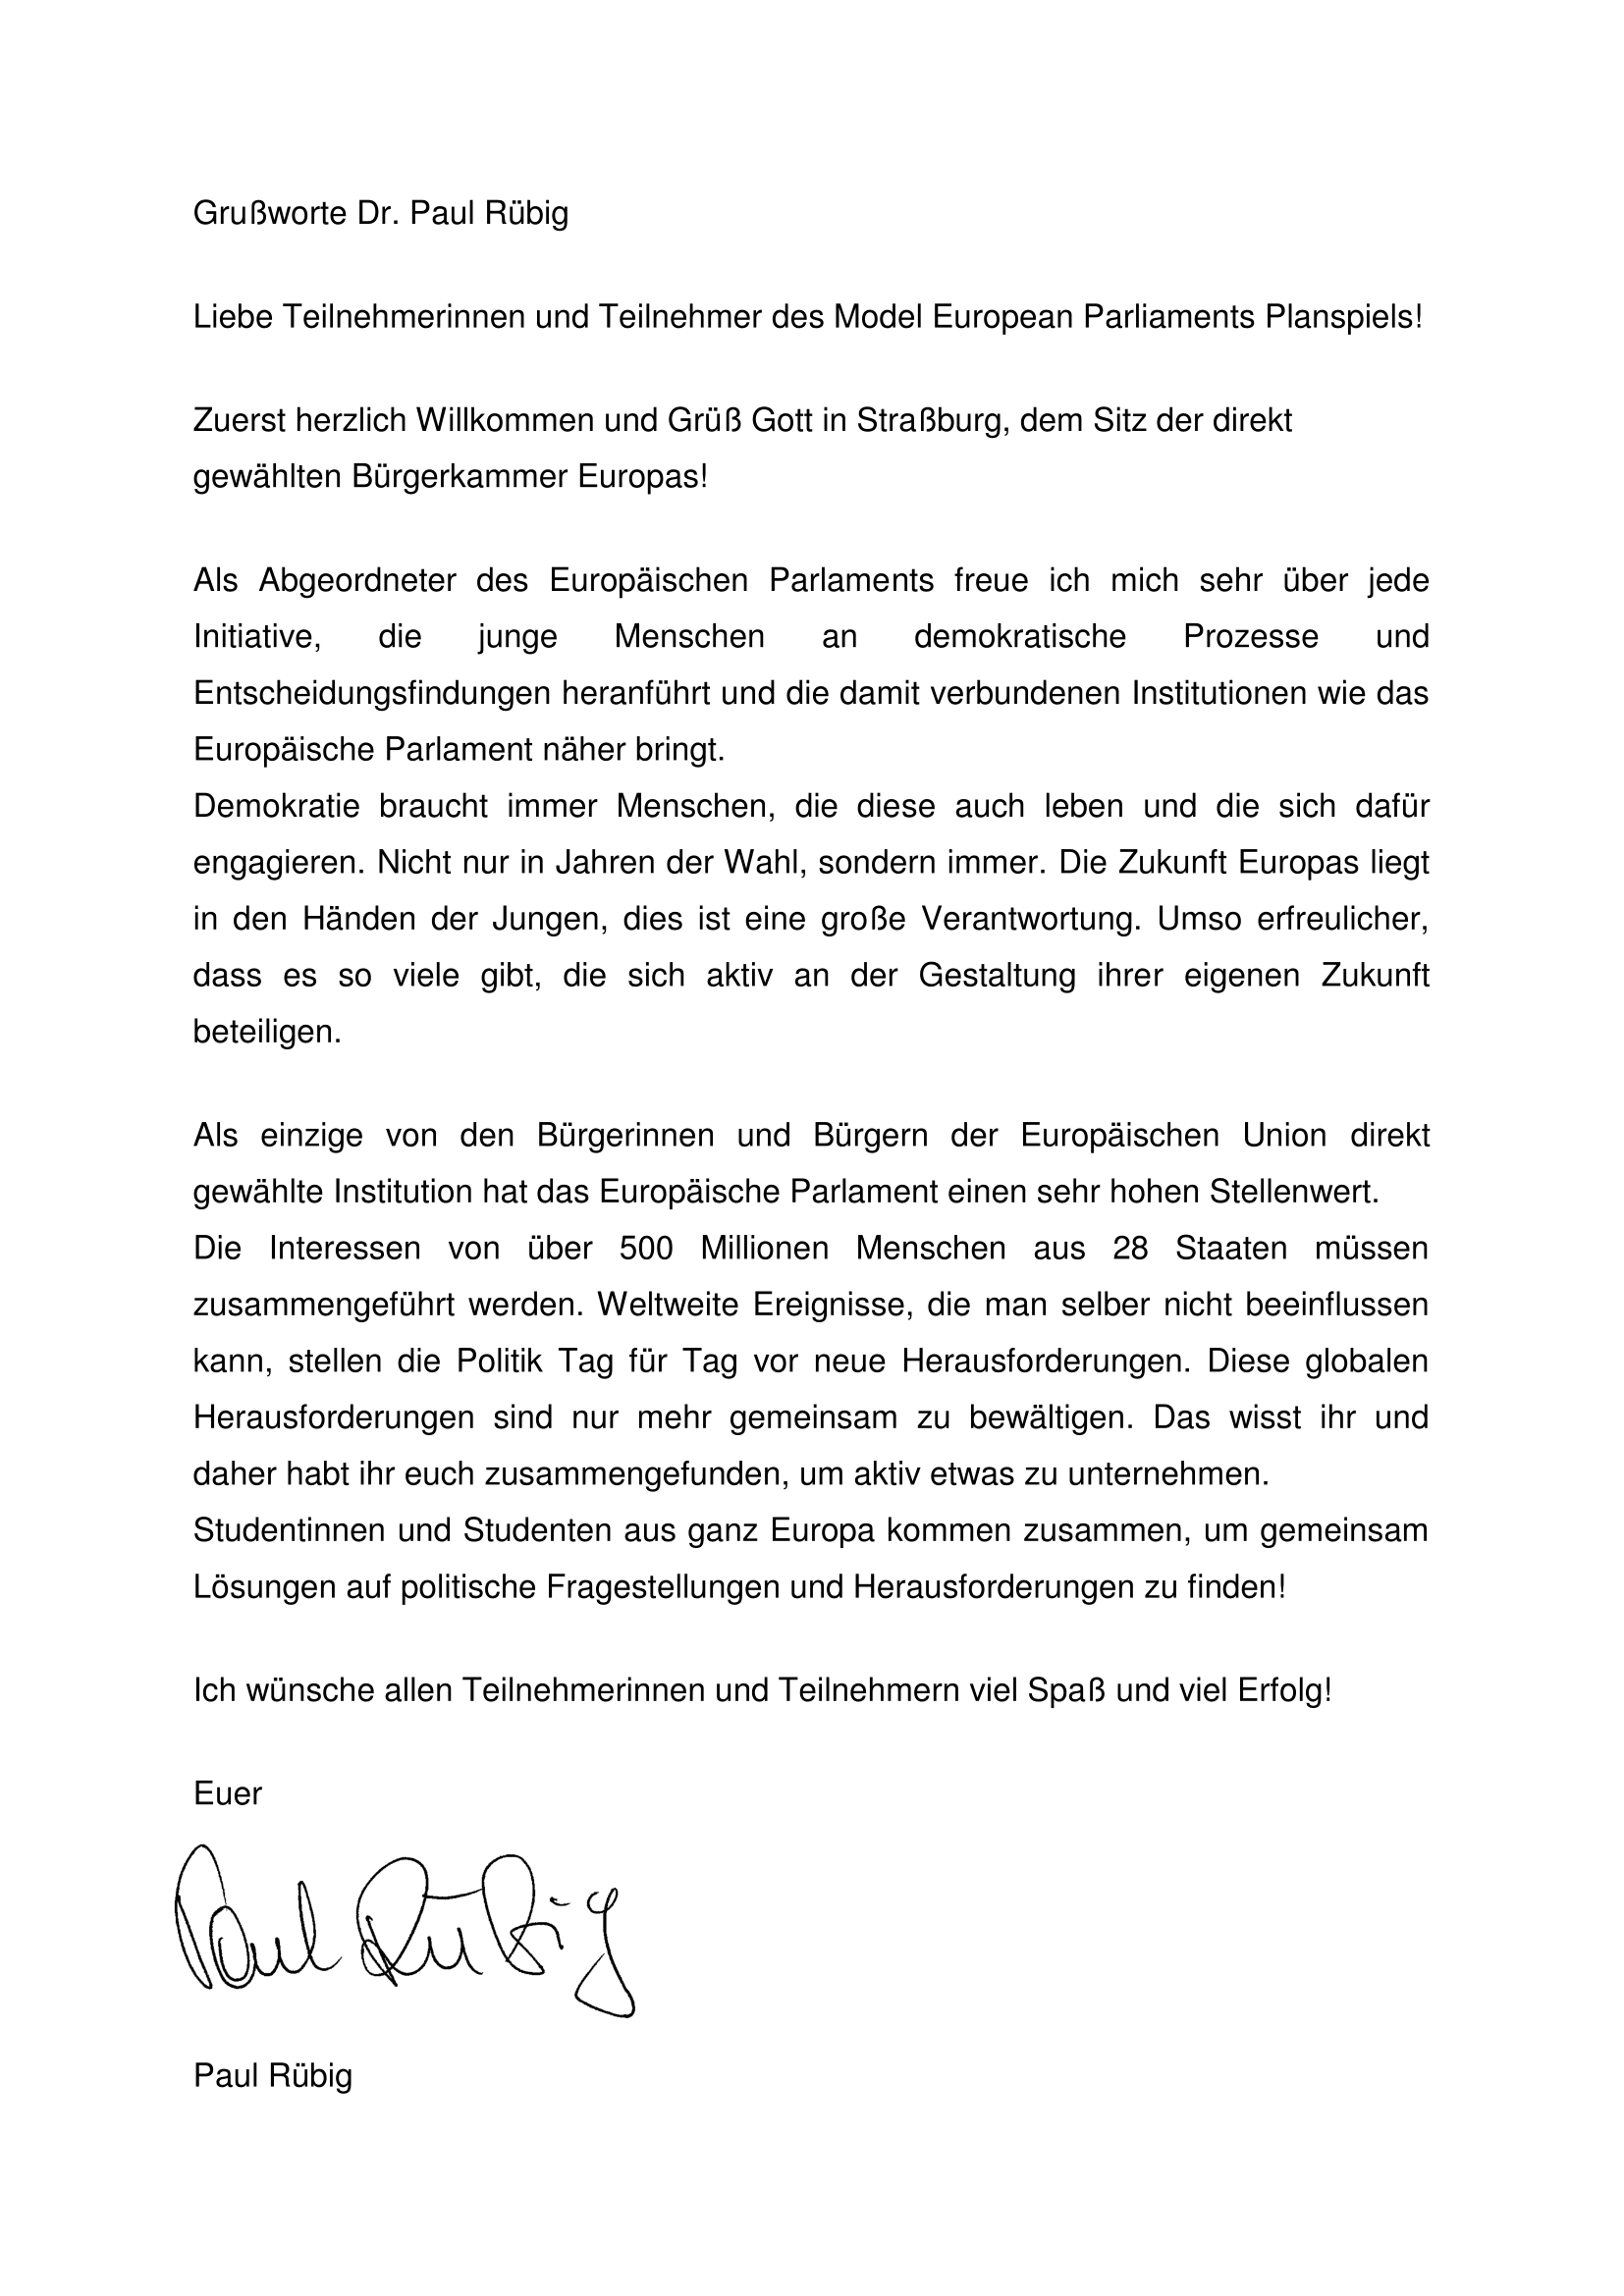 Grußworte Dr. Paul Rübig
Liebe Teilnehmerinnen und Teilnehmer des Model European Parliaments Planspiels!
Zuerst herzlich Willkommen und Grüß Gott in Straßburg, dem Sitz der direkt
gewählten Bürgerkammer Europas!
Als Abgeordneter des Europäischen Parlaments freue ich mich sehr über jede
Initiative, die junge Menschen an demokratische Prozesse und
Entscheidungsfindungen heranführt und die damit verbundenen Institutionen wie das
Europäische Parlament näher bringt.
Demokratie braucht immer Menschen, die diese auch leben und die sich dafür
engagieren. Nicht nur in Jahren der Wahl, sondern immer. Die Zukunft Europas liegt
in den Händen der Jungen, dies ist eine große Verantwortung. Umso erfreulicher,
dass es so viele gibt, die sich aktiv an der Gestaltung ihrer eigenen Zukunft
beteiligen.
Als einzige von den Bürgerinnen und Bürgern der Europäischen Union direkt
gewählte Institution hat das Europäische Parlament einen sehr hohen Stellenwert.
Die Interessen von über 500 Millionen Menschen aus 28 Staaten müssen
zusammengeführt werden. Weltweite Ereignisse, die man selber nicht beeinflussen
kann, stellen die Politik Tag für Tag vor neue Herausforderungen. Diese globalen
Herausforderungen sind nur mehr gemeinsam zu bewältigen. Das wisst ihr und
daher habt ihr euch zusammengefunden, um aktiv etwas zu unternehmen.
Studentinnen und Studenten aus ganz Europa kommen zusammen, um gemeinsam
Lösungen auf politische Fragestellungen und Herausforderungen zu finden!
Ich wünsche allen Teilnehmerinnen und Teilnehmern viel Spaß und viel Erfolg!
Euer
Paul Rübig
Paul Rübig